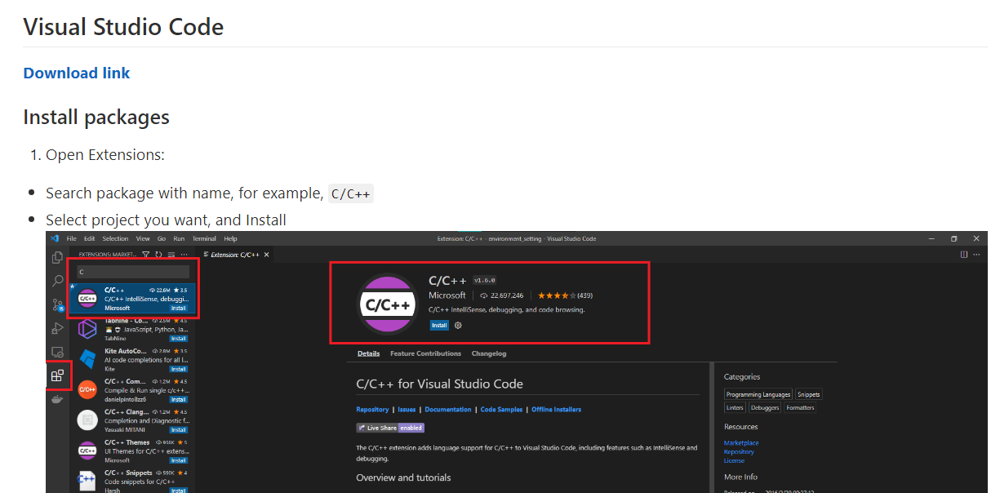 Visual Studio Code
Download link
Install packages
1. Open Extensions:
• Search package with name, for example, C/C++
• Select project you want, and Install
File Edit Selection View Go Run Terminal Help
Extension: C/C++ - environment_setting - Visual Studio Code
EXTENSIONS: MARKET... ...
Extension: C/C++ ×
C
C/C++ 22.6M ★ 3.5
C/C++ IntelliSense, debuggi...
Microsoft Install
Tabnine - Co... 2.5M ★ 4.5
JavaScript, Python, Ja...
TabNine Install
Kite AutoCo... 2.8M ★ 3.5
AI code completions for all l...
Kite Install
C/C++ Com... 1.2M ★ 4.5
Compile & Run single c/c++...
danielpinto8zz6 Install
C/C++ Clang... 1.2M ★ 4.5
Completion and Diagnostic f...
Yasuaki MITANI Install
C/C++ Themes 958K ★ 5
UI Themes for C/C++ extens...
Microsoft Install
C/C++ Snippets 590K ★ 4
Code snippets for C/C++
Harsh Install
C/C++
C/C++ v1.6.0
Microsoft | 22,697,246 | ★★★★☆ (439)
C/C++ IntelliSense, debugging, and code browsing.
Install
Details Feature Contributions Changelog
C/C++ for Visual Studio Code
Repository | Issues | Documentation | Code Samples | Offline Installers
Live Share enabled
The C/C++ extension adds language support for C/C++ to Visual Studio Code, including features such as IntelliSense and
debugging.
Overview and tutorials
Categories
Programming Languages Snippets
Linters Debuggers Formatters
Resources
Marketplace
Repository
License
More Info